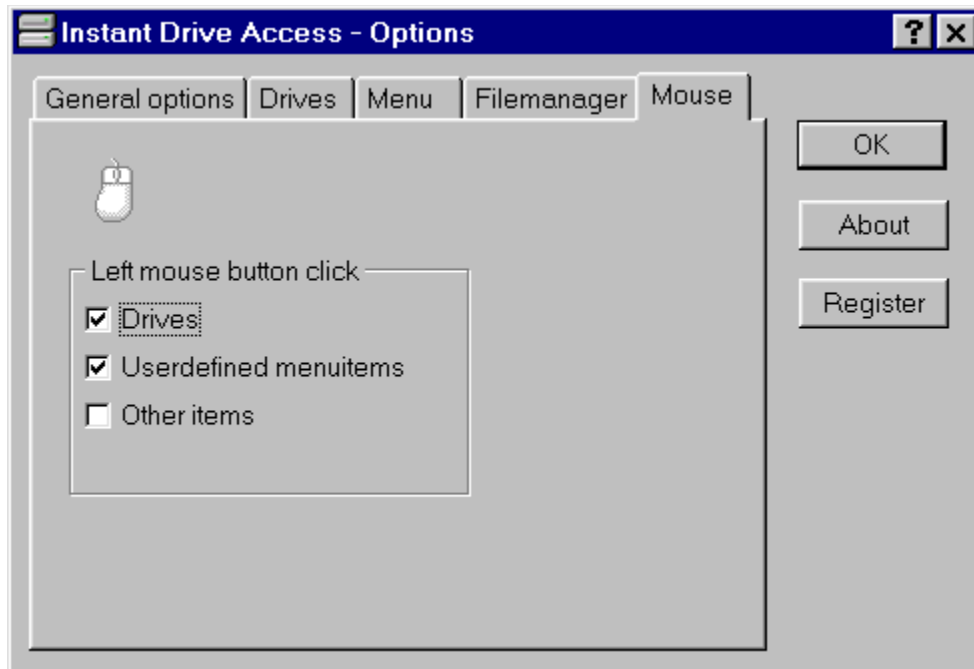 Instant Drive Access - Options
General options Drives Menu Filemanager Mouse
OK
About
Register
Left mouse button click
Drives
Userdefined menuitems
Other items